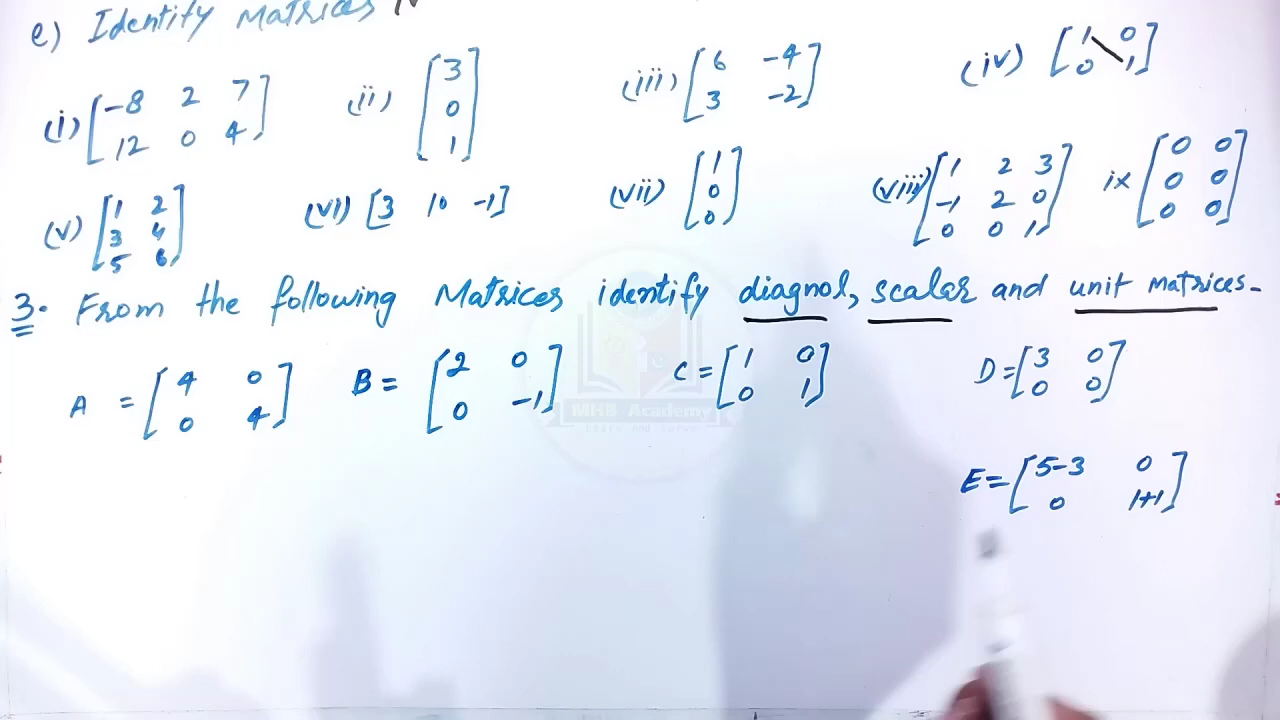 e) Identify Matrices
(i) [-8 2 7
12 0 4]
(ii) [3
0
1]
(iii) [6 -4
3 -2]
(iv) [1 0
0 1]
(v) [1 2
3 4
5 6]
(vi) [3 10 -1]
(vii) [1
0
0]
(viii) [1 2 3
-1 2 0
0 0 1]
ix [0 0
0 0
0 0]
3. From the following Matrices identify diagnol, scalar and unit matrices.
A = [4 0
0 4]
B = [2 0
0 -1]
C = [1 0
0 1]
D = [3 0
0 0]
E = [5-3 0
0 1+1]
MHB Academy